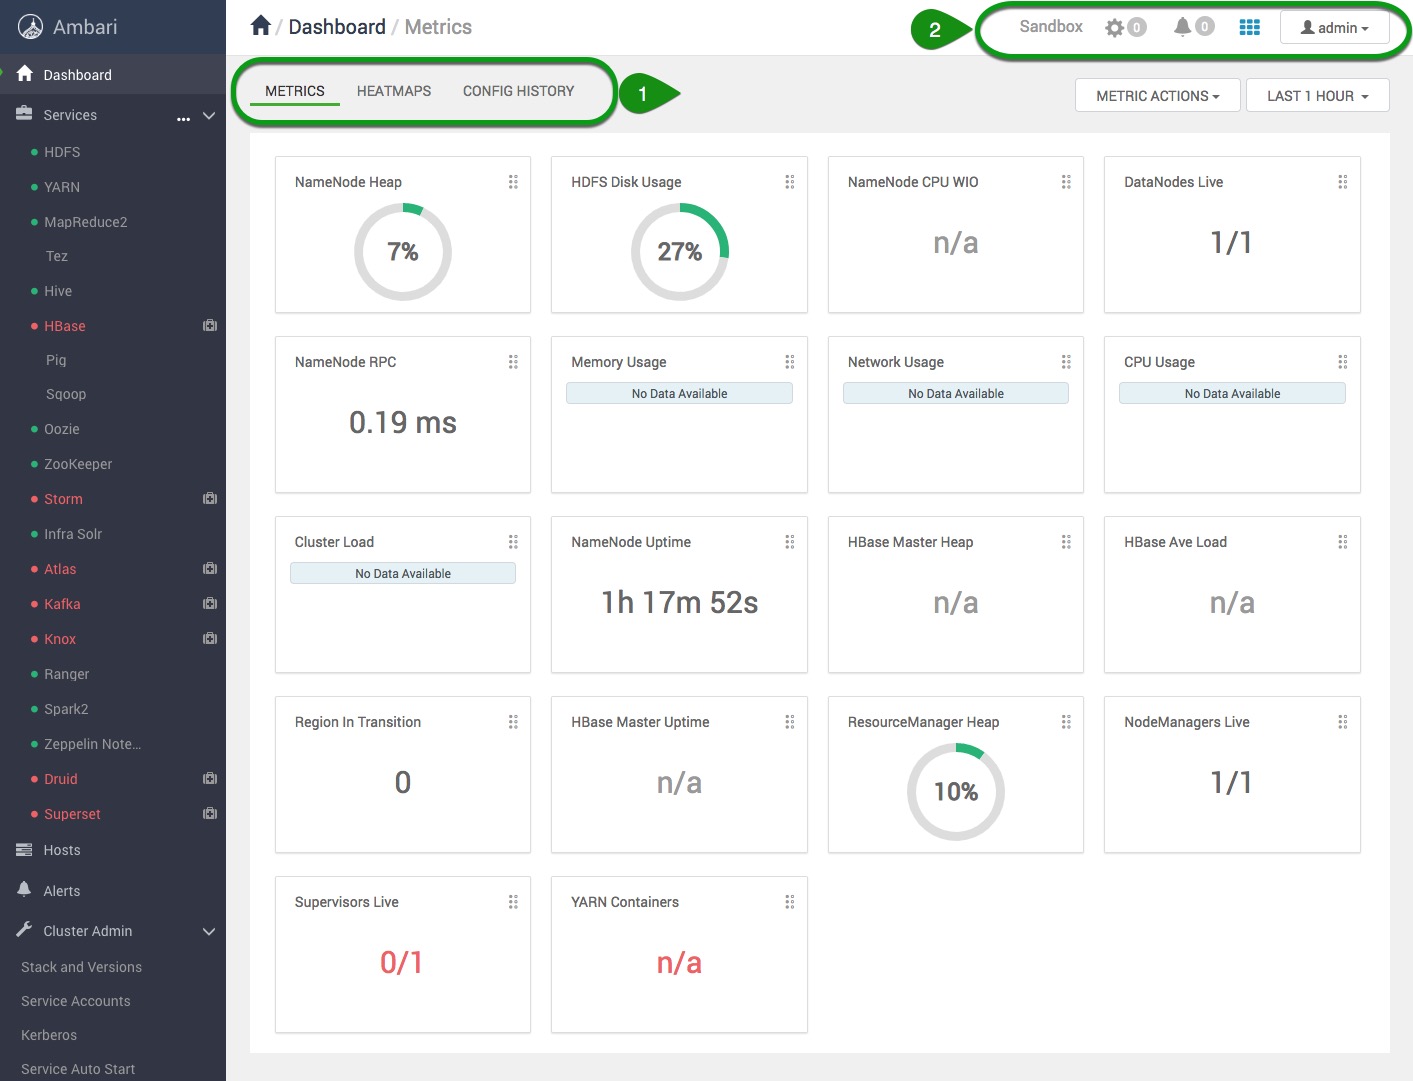 Ambari
/ Dashboard / Metrics
2
Sandbox
0
0
admin
Dashboard
Services
...
HDFS
YARN
MapReduce2
Tez
Hive
HBase
Pig
Sqoop
Oozie
ZooKeeper
Storm
Infra Solr
Atlas
Kafka
Knox
Ranger
Spark2
Zeppelin Note...
Druid
Superset
Hosts
Alerts
Cluster Admin
Stack and Versions
Service Accounts
Kerberos
Service Auto Start
METRICS HEATMAPS CONFIG HISTORY
1
METRIC ACTIONS
LAST 1 HOUR
NameNode Heap
7%
HDFS Disk Usage
27%
NameNode CPU WIO
n/a
DataNodes Live
1/1
NameNode RPC
0.19 ms
Memory Usage
No Data Available
Network Usage
No Data Available
CPU Usage
No Data Available
Cluster Load
No Data Available
NameNode Uptime
1h 17m 52s
HBase Master Heap
n/a
HBase Ave Load
n/a
Region In Transition
0
HBase Master Uptime
n/a
ResourceManager Heap
10%
NodeManagers Live
1/1
Supervisors Live
0/1
YARN Containers
n/a